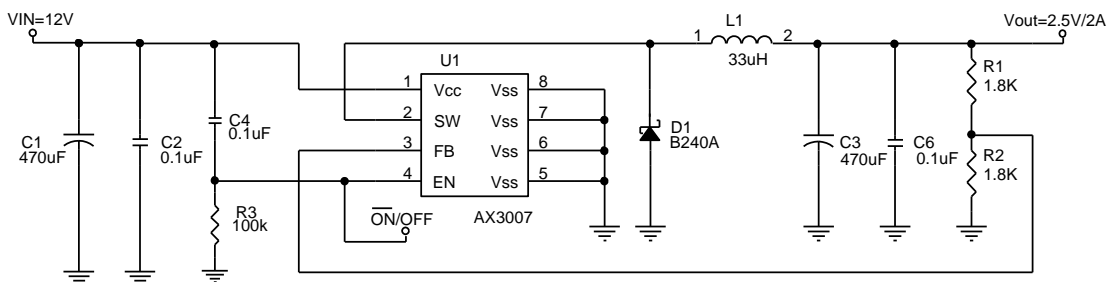 VIN=12V
L1
Vout=2.5V/2A
1
2
33uH
U1
R1
1.8K
1
Vcc
Vss
8
2
SW
Vss
7
3
FB
Vss
6
4
EN
Vss
5
AX3007
C1
470uF
C2
0.1uF
C4
0.1uF
R3
100k
ON/OFF
D1
B240A
C3
470uF
C6
0.1uF
R2
1.8K